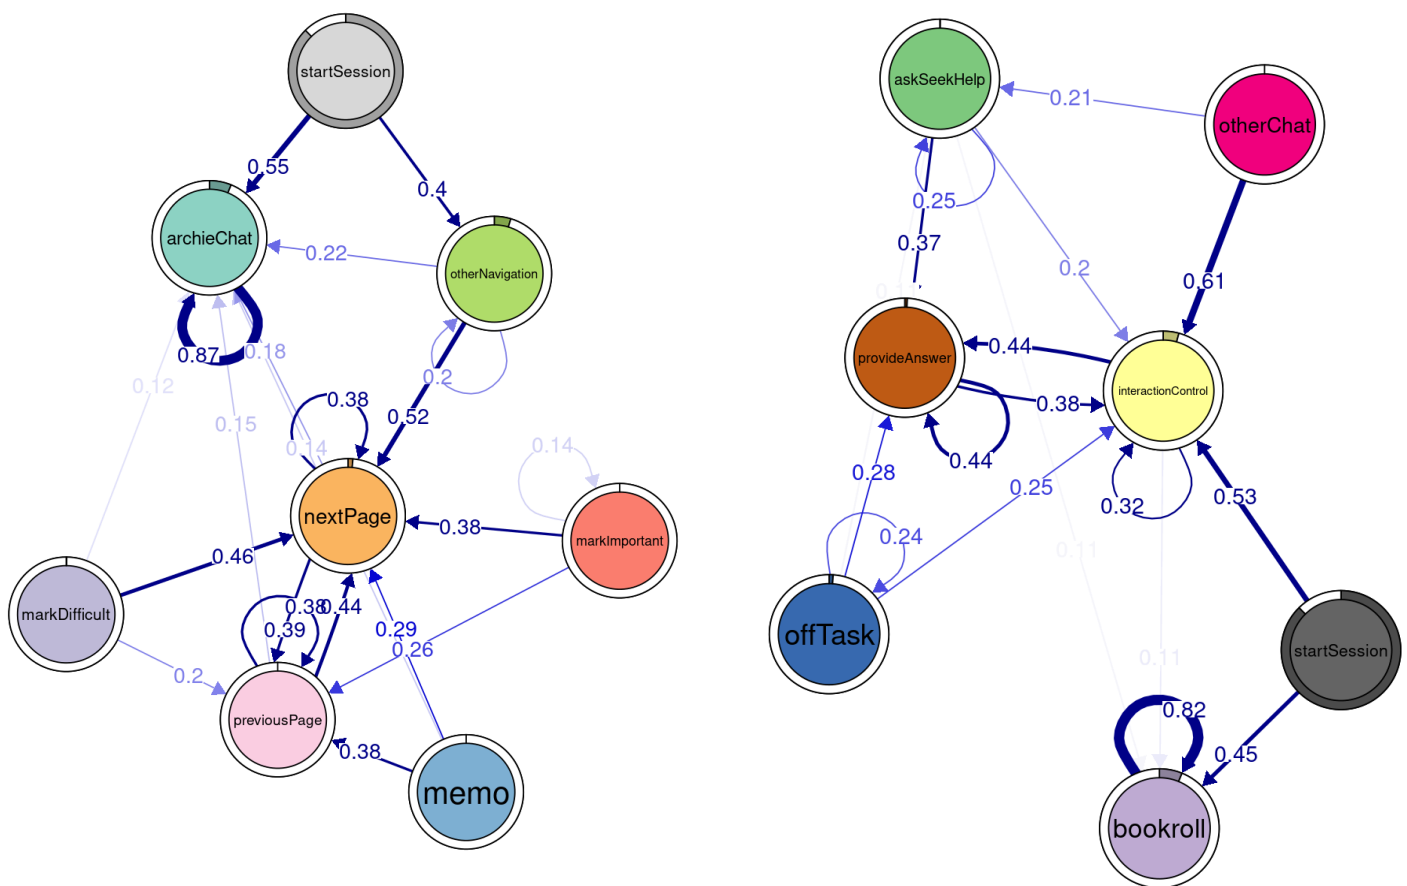 startSession
0.55
0.4
archieChat
0.22
otherNavigation
0.87
0.18
0.2
0.12
0.38
0.52
0.15
0.14
0.14
nextPage
0.38
markImportant
0.46
markDifficult
0.38
0.44
0.39
0.29
0.26
0.2
previousPage
0.38
memo
askSeekHelp
0.21
otherChat
0.25
0.37
0.2
0.61
0.11
provideAnswer
0.44
0.38
interactionControl
0.44
0.28
0.25
0.32
0.53
0.24
0.11
offTask
0.11
startSession
0.82
0.45
bookroll